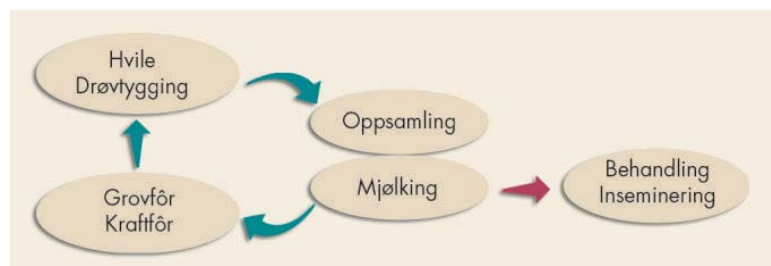 Hvile
Drøvtygging
Oppsamling
Mjølking
Grovfôr
Kraftfôr
Behandling
Inseminering